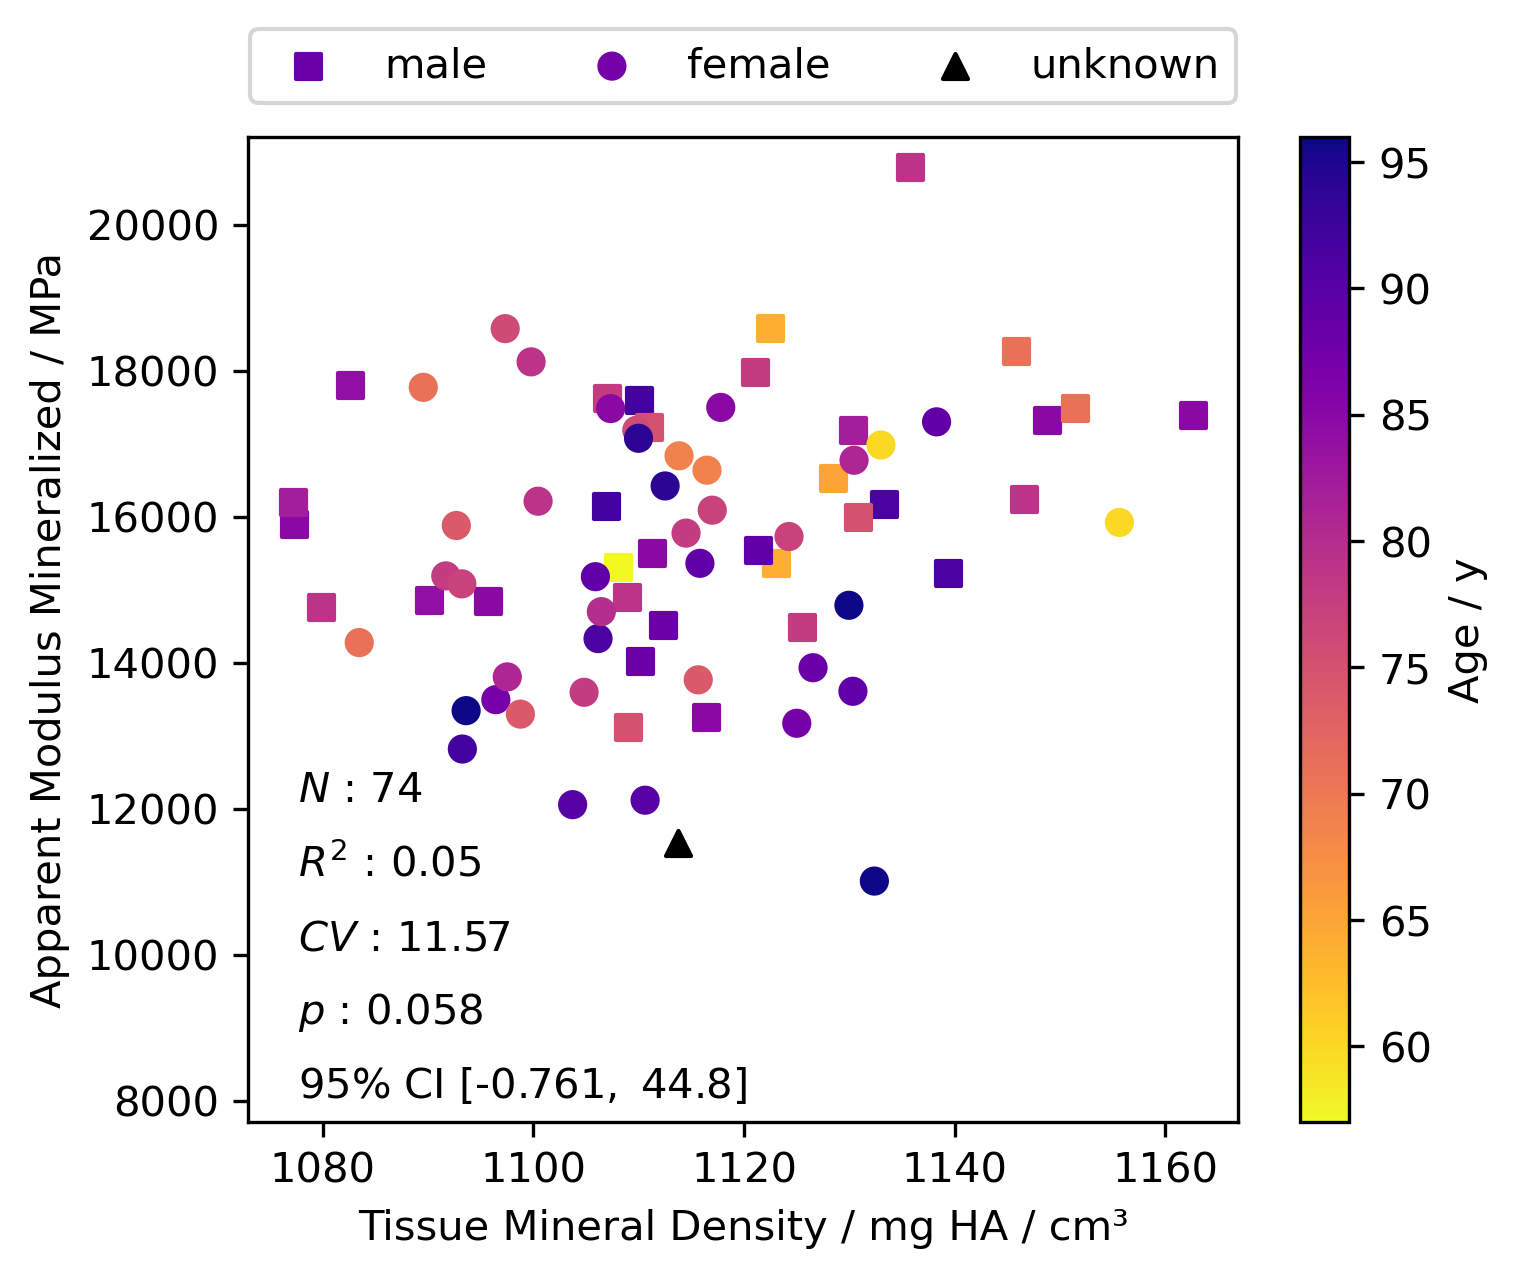 male female unknown
20000
18000
16000
14000
12000
10000
8000
Apparent Modulus Mineralized / MPa
N : 74
R² : 0.05
CV : 11.57
p : 0.058
95% CI [-0.761, 44.8]
1080 1100 1120 1140 1160
Tissue Mineral Density / mg HA / cm³
95
90
85
80
75
70
65
60
Age / y